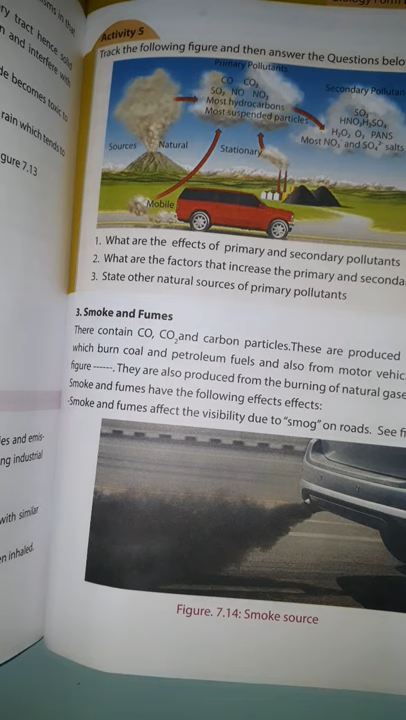 ry tract hence solid
n and interfere with
de becomes toxic to
rain which tends to
gure 7.13
ies and emis-
ng industrial
with similar
en inhaled.
Activity 5
Track the following figure and then answer the Questions belo
Primary Pollutants
CO CO₂
SO₂ NO NO₂
Most hydrocarbons
Most suspended particles
Secondary Pollutan
SO₃
HNO₃H₂SO₄
H₂O₂ O₃ PANS
Most NO₃ and SO₄²⁻ salts
Sources
Natural
Stationary
Mobile
1. What are the effects of primary and secondary pollutants
2. What are the factors that increase the primary and seconda
3. State other natural sources of primary pollutants
3. Smoke and Fumes
There contain CO, CO₂and carbon particles.These are produced
which burn coal and petroleum fuels and also from motor vehic
figure ------. They are also produced from the burning of natural gase
Smoke and fumes have the following effects effects:
-Smoke and fumes affect the visibility due to "smog" on roads. See fi
Figure. 7.14: Smoke source